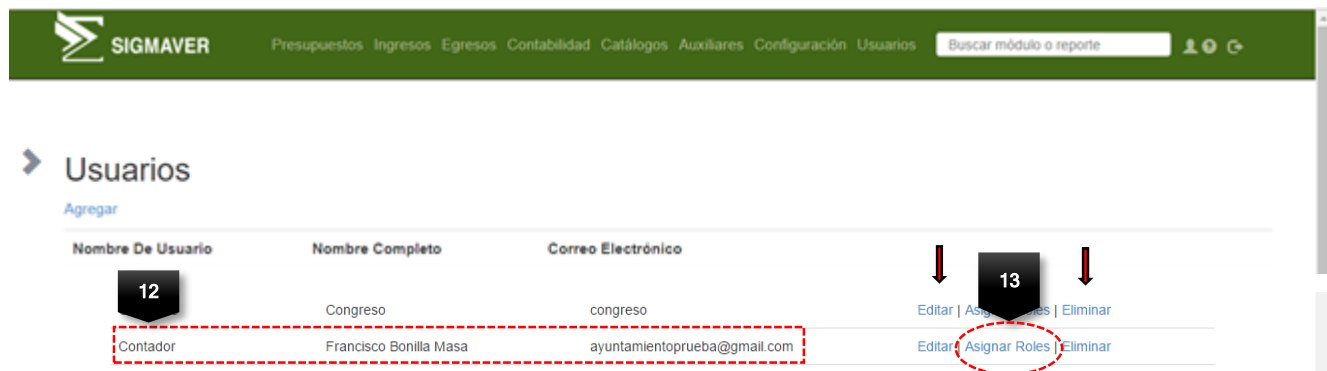 SIGMAVER Presupuestos Ingresos Egresos Contabilidad Catálogos Auxiliares Configuración Usuarios Buscar módulo o reporte
Usuarios
Agregar
Nombre De Usuario Nombre Completo Correo Electrónico
12 13
Congreso congreso Editar | Eliminar
Contador Francisco Bonilla Masa ayuntamientoprueba@gmail.com Editar | Asignar Roles | Eliminar